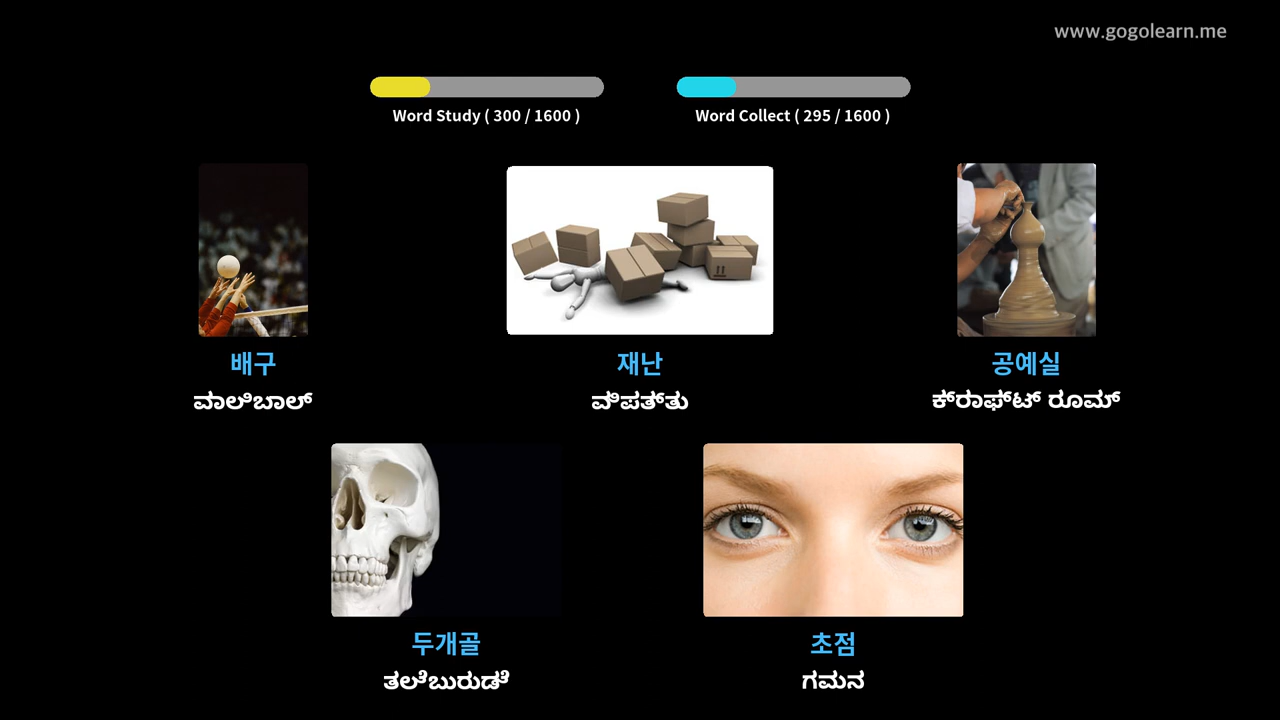 www.gogolearn.me
Word Study ( 300 / 1600 )
Word Collect ( 295 / 1600 )
배구
재난
공예실
ವಾಲಿಬಾಲ್
ವಿಪತ್ತು
ಕ್ರಾಫ್ಟ್ ರೂಮ್
두개골
초점
ತಲೆಬುರುಡೆ
ಗಮನ